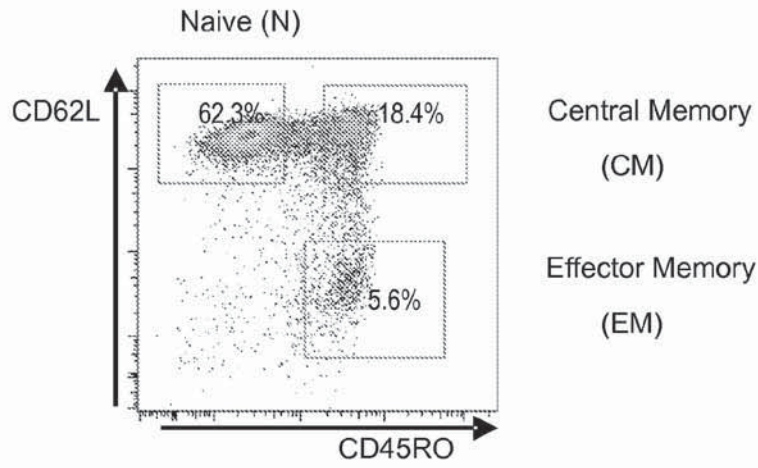 Naive (N)
CD62L
62.3%
18.4%
Central Memory
(CM)
Effector Memory
(EM)
5.6%
CD45RO